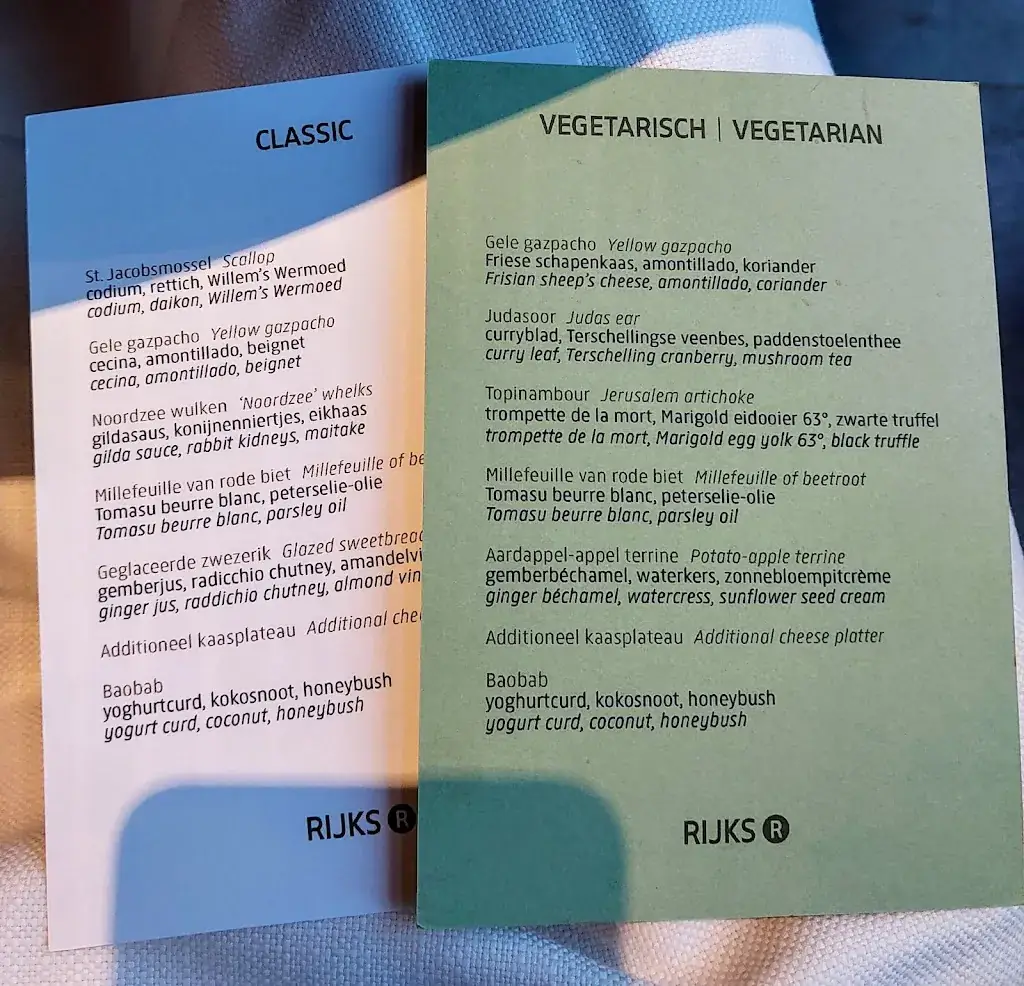 CLASSIC
St. Jacobsmossel Scallop
codium, rettich, Willem's Wermoed
codium, daikon, Willem's Wermoed
Gele gazpacho Yellow gazpacho
cecina, amontillado, beignet
cecina, amontillado, beignet
Noordzee wulken 'Noordzee' whelks
gildasaus, konijnenniertjes, eikhaas
gilda sauce, rabbit kidneys, maitake
Millefeuille van rode biet Millefeuille of
Tomasu beurre blanc, peterselie-olie
Tomasu beurre blanc, parsley oil
Geglaceerde zwezerik Glazed
gemberjus, radicchio chutney,
ginger jus, raddichio chutney, almond
Additioneel kaasplateau Additional
Baobab
yoghurtcurd, kokosnoot, honeybush
yogurt curd, coconut, honeybush
RIJKS R
VEGETARISCH | VEGETARIAN
Gele gazpacho Yellow gazpacho
Friese schapenkaas, amontillado, koriander
Frisian sheep's cheese, amontillado, coriander
Judasoor Judas ear
curryblad, Terschellingse veenbes, paddenstoelenthee
curry leaf, Terschelling cranberry, mushroom tea
Topinambour Jerusalem artichoke
trompette de la mort, Marigold eidooier 63°, zwarte truffel
trompette de la mort, Marigold egg yolk 63°, black truffle
Millefeuille van rode biet Millefeuille of beetroot
Tomasu beurre blanc, peterselie-olie
Tomasu beurre blanc, parsley oil
Aardappel-appel terrine Potato-apple terrine
gemberbéchamel, waterkers, zonnebloempitcrème
ginger béchamel, watercress, sunflower seed cream
Additioneel kaasplateau Additional cheese platter
Baobab
yoghurtcurd, kokosnoot, honeybush
yogurt curd, coconut, honeybush
RIJKS R